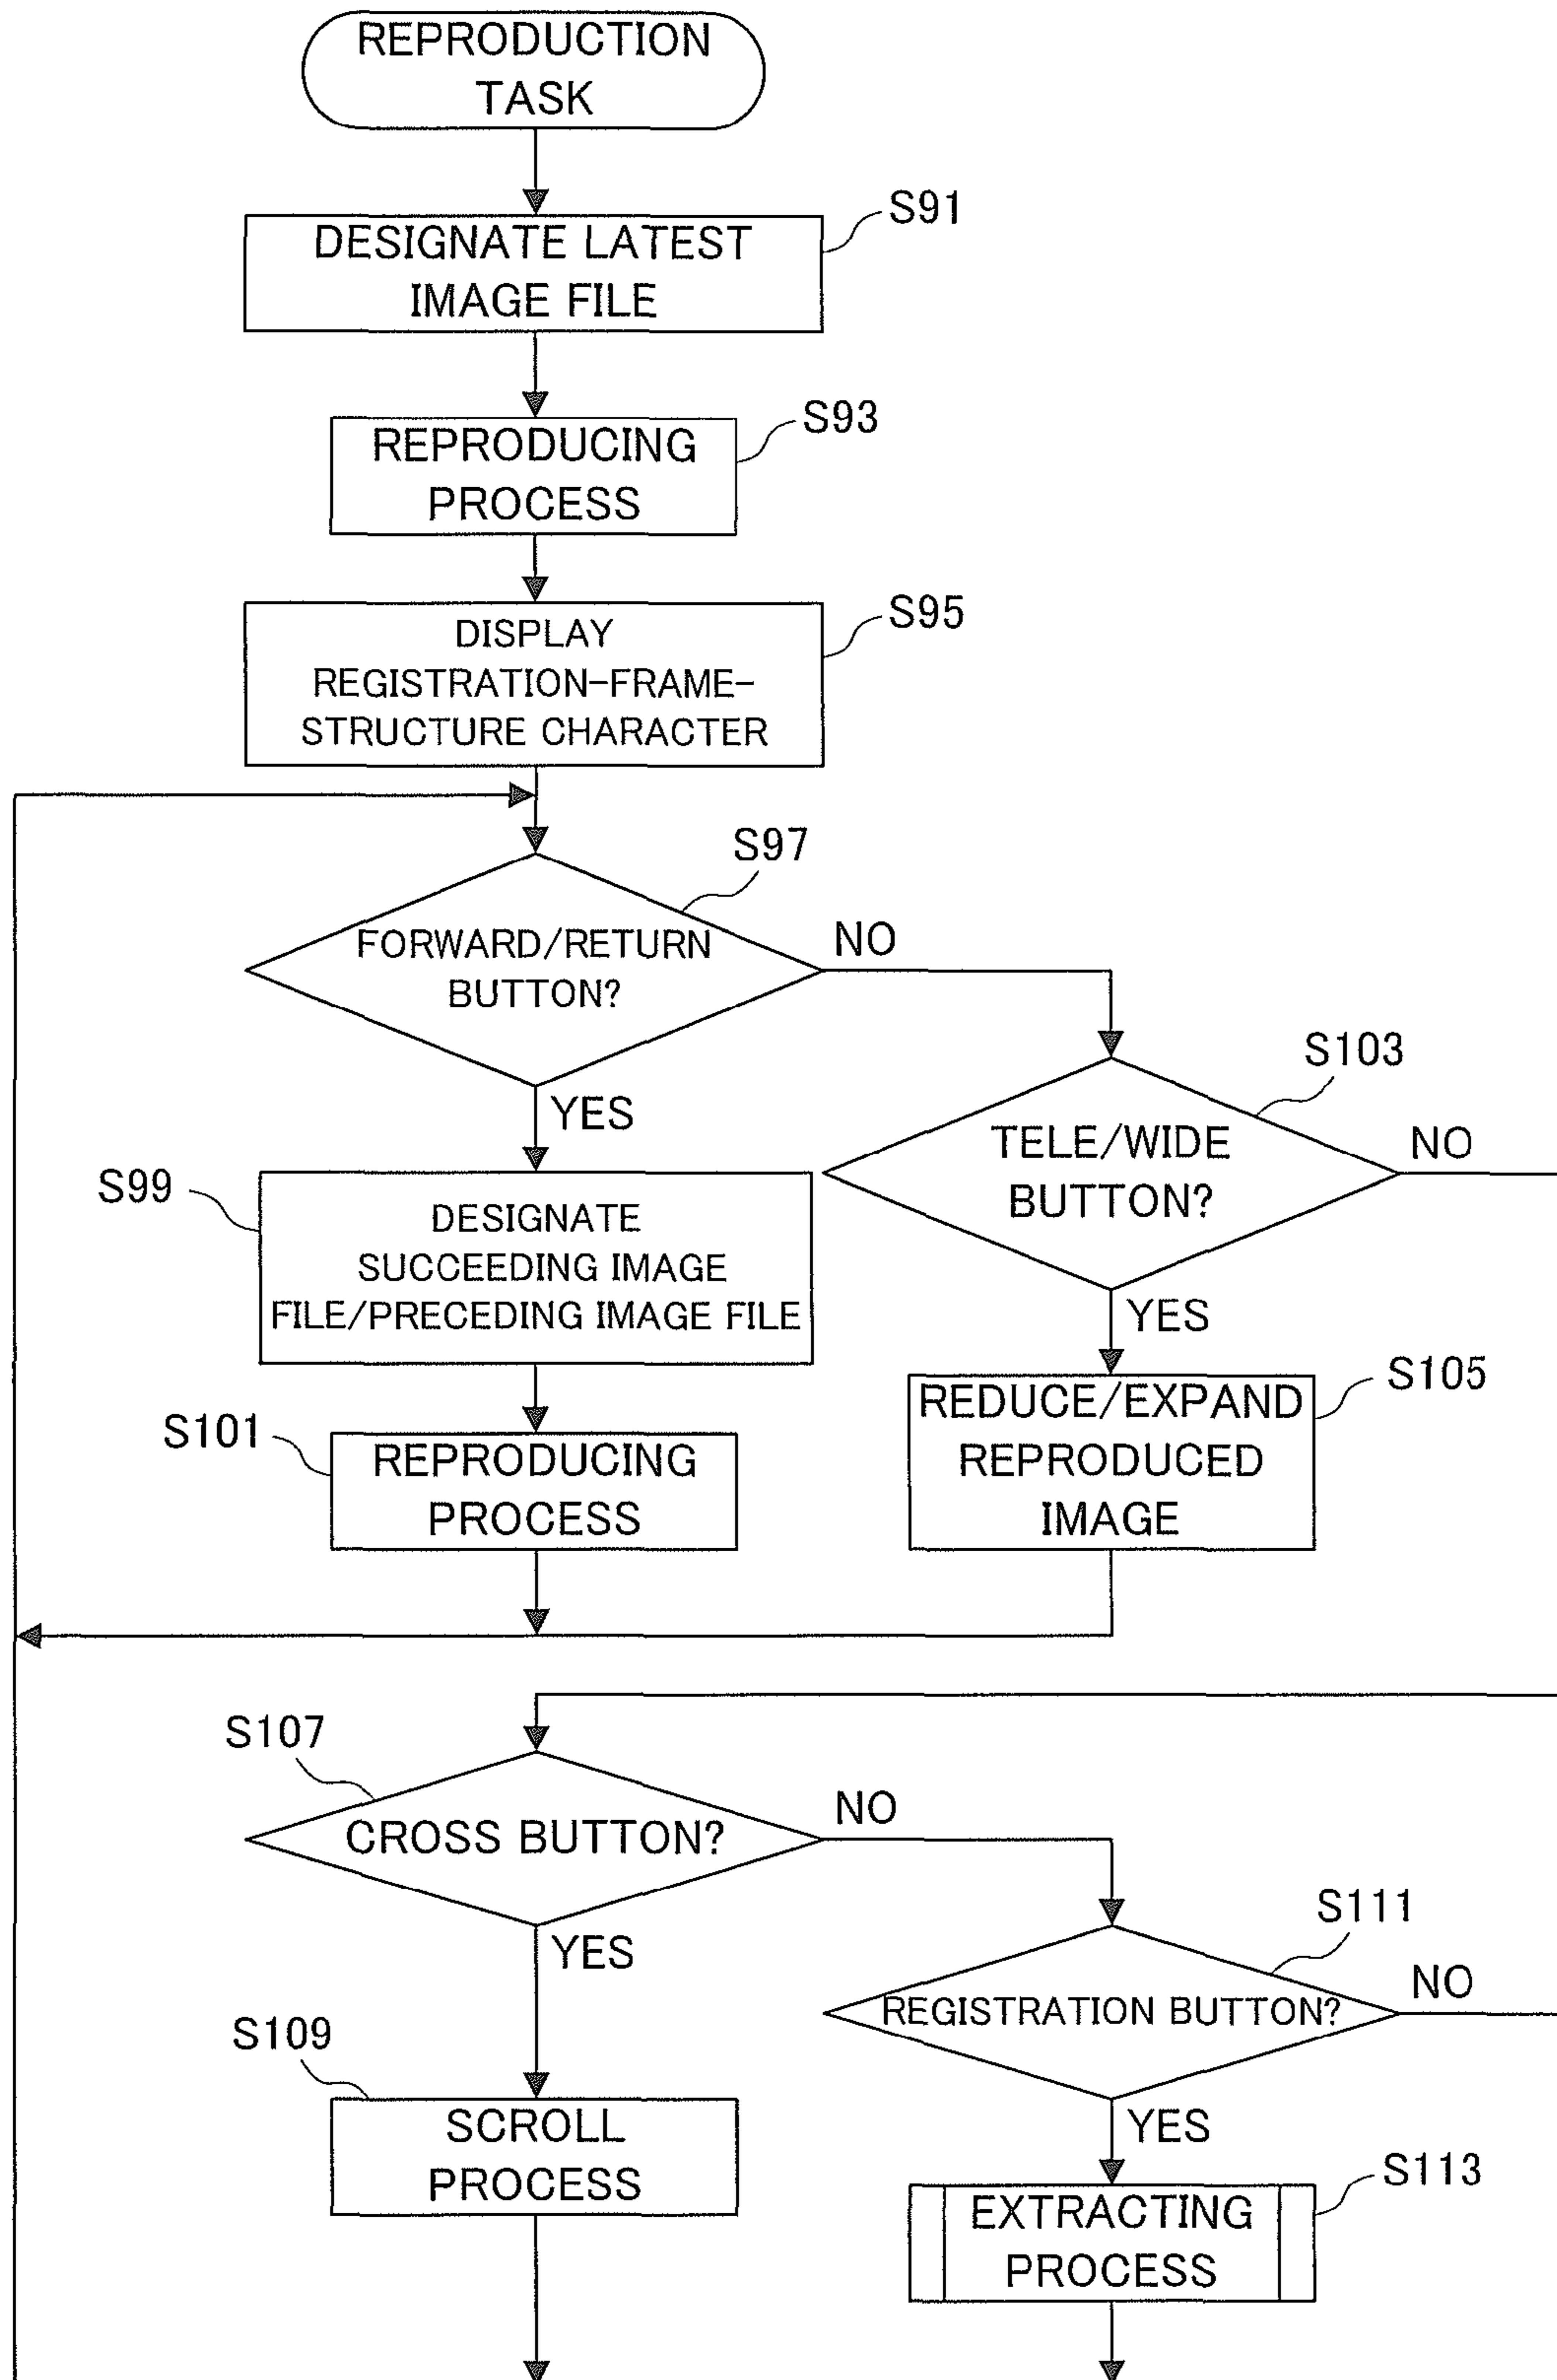 REPRODUCTION
TASK
S91
DESIGNATE LATEST
IMAGE FILE
S93
REPRODUCING
PROCESS
S95
DISPLAY
REGISTRATION-FRAME-
STRUCTURE CHARACTER
S97
FORWARD/RETURN
BUTTON?
NO
YES
S103
TELE/WIDE
BUTTON?
NO
YES
S99
DESIGNATE
SUCCEEDING IMAGE
FILE/PRECEDING IMAGE FILE
S105
REDUCE/EXPAND
REPRODUCED
IMAGE
S101
REPRODUCING
PROCESS
S107
CROSS BUTTON?
NO
YES
S111
REGISTRATION BUTTON?
NO
YES
S109
SCROLL
PROCESS
S113
EXTRACTING
PROCESS